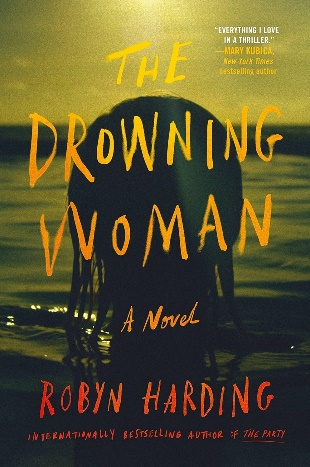 "EVERYTHING I LOVE
IN A THRILLER."
—MARY KUBICA,
New York Times
bestselling author
THE
DROWNING
WOMAN
A NOVEL
ROBYN HARDING
INTERNATIONALLY BESTSELLING AUTHOR OF THE PARTY